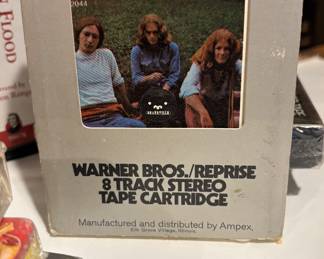 2044
FLOOD
BEARSVILLE
WARNER BROS./REPRISE
8 TRACK STEREO
TAPE CARTRIDGE
Manufactured and distributed by Ampex,
Elk Grove Village, Illinois.